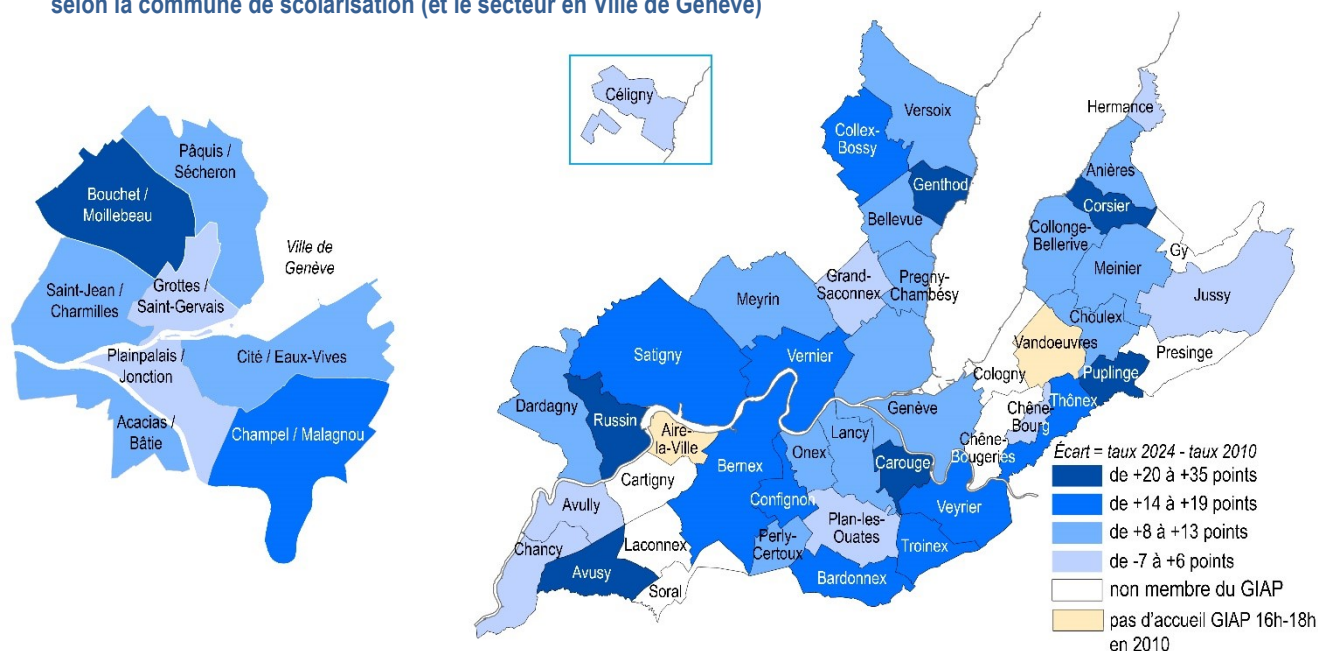 selon la commune de scolarisation (et le secteur en Ville de Genève)
Pâquis /
Sécheron
Bouchet /
Moillebeau
Ville de
Genève
Saint-Jean /
Charmilles
Grottes /
Saint-Gervais
Plainpalais /
Jonction
Cité / Eaux-Vives
Acacias /
Bâtie
Champel / Malagnou
Céligny
Versoix
Hermance
Collex-
Bossy
Genthod
Anières
Corsier
Bellevue
Collonge-
Bellerive
Gy
Meinier
Grand-
Saconnex
Pregny-
Chambésy
Jussy
Meyrin
Choulex
Vandoeuvres
Satigny
Vernier
Presinge
Cologny
Puplinge
Thônex
Dardagny
Russin
Genève
Chêne-
Bourg
Aire-
la-Ville
Lancy
Chêne-
Bougeries
Onex
Carouge
Bernex
Cartigny
Confignon
Veyrier
Avully
Plan-les-
Ouates
Chancy
Laconnex
Perly-
Certoux
Troinex
Avusy
Soral
Bardonnex
Écart = taux 2024 - taux 2010
de +20 à +35 points
de +14 à +19 points
de +8 à +13 points
de -7 à +6 points
non membre du GIAP
pas d'accueil GIAP 16h-18h
en 2010